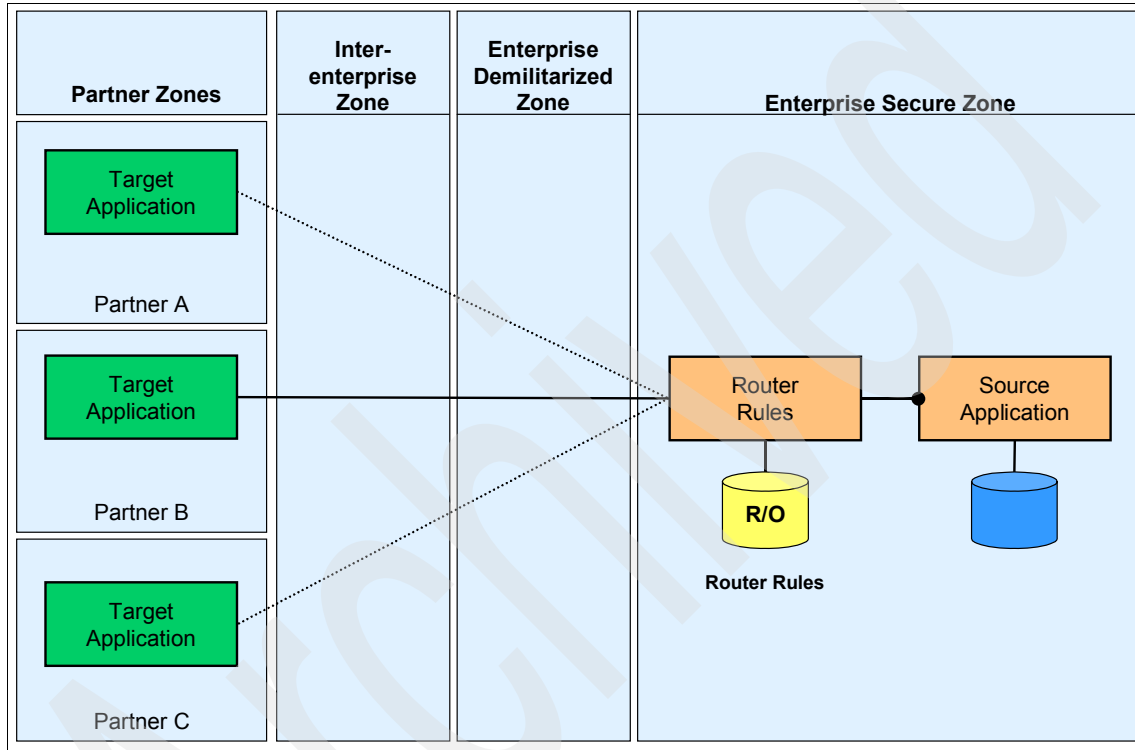 Partner Zones
Inter-
enterprise
Zone
Enterprise
Demilitarized
Zone
Enterprise Secure Zone
Target
Application
Partner A
Target
Application
Partner B
Target
Application
Partner C
Router
Rules
Source
Application
R/O
Router Rules
Archived